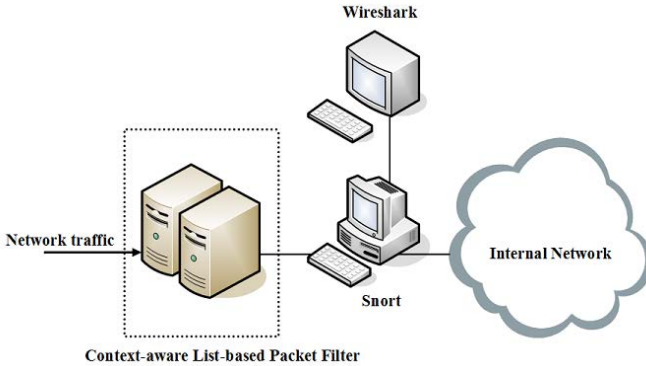 Wireshark
Network traffic
Internal Network
Snort
Context-aware List-based Packet Filter